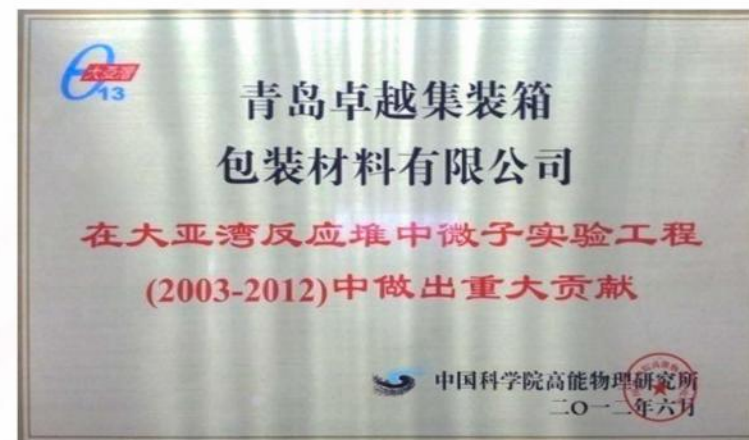 θ13
大亚湾
青岛卓越集装箱
包装材料有限公司
在大亚湾反应堆中微子实验工程
(2003-2012)中做出重大贡献
中国科学院高能物理研究所
二〇一二年六月